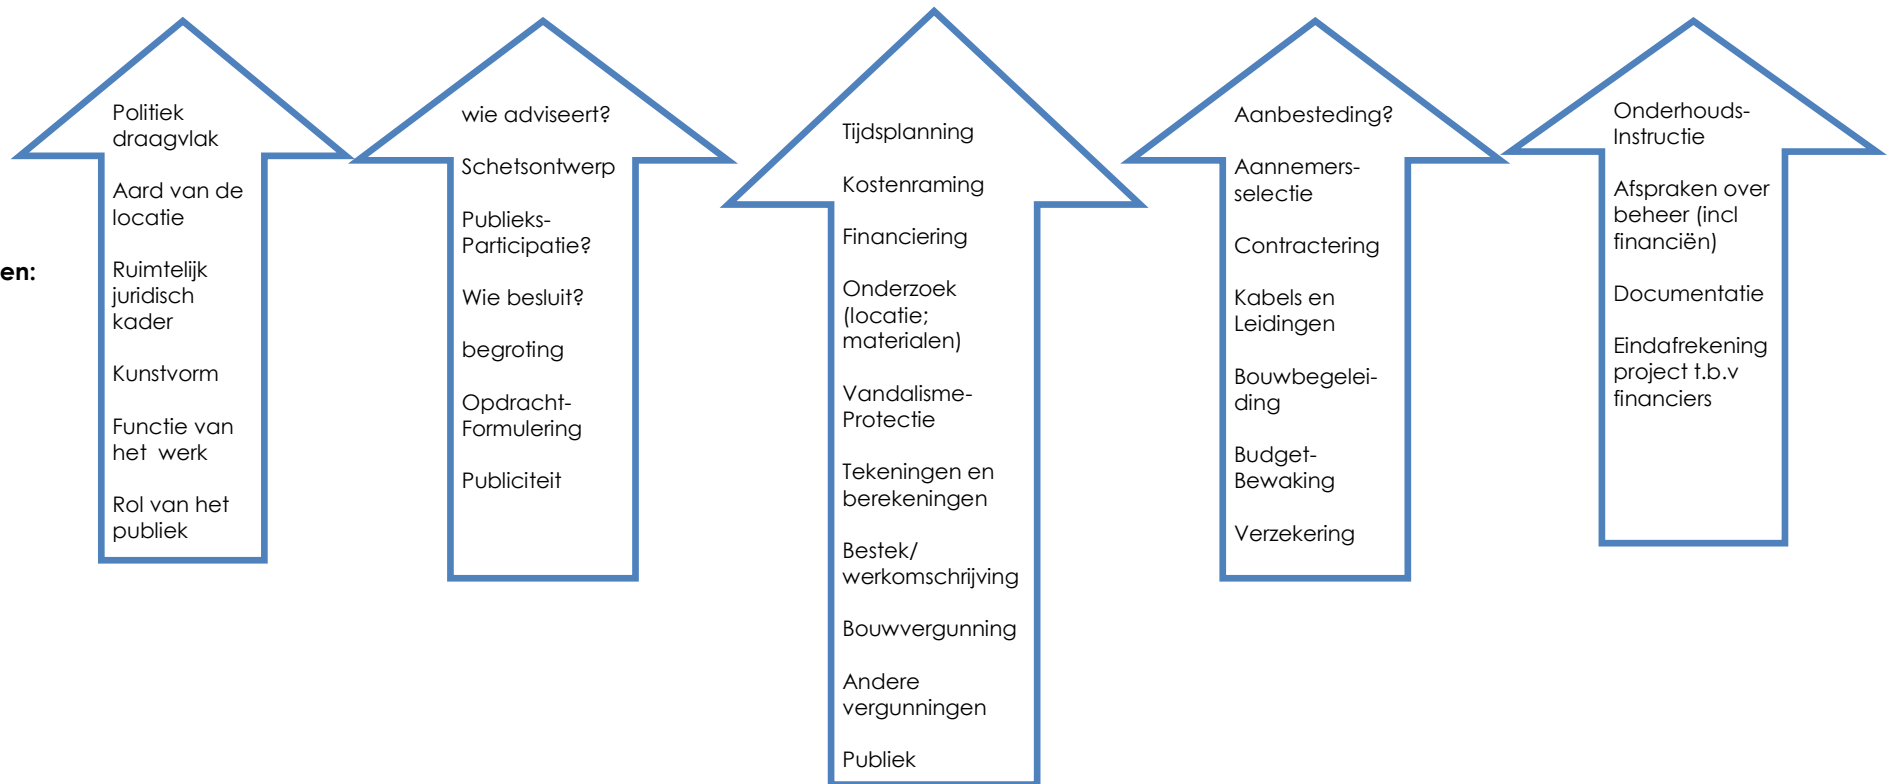 en:
Politiek
draagvlak
Aard van de
locatie
Ruimtelijk
juridisch
kader
Kunstvorm
Functie van
het werk
Rol van het
publiek
wie adviseert?
Schetsontwerp
Publieks-
Participatie?
Wie besluit?
begroting
Opdracht-
Formulering
Publiciteit
Tijdsplanning
Kostenraming
Financiering
Onderzoek
(locatie;
materialen)
Vandalisme-
Protectie
Tekeningen en
berekeningen
Bestek/
werkomschrijving
Bouwvergunning
Andere
vergunningen
Publiek
Aanbesteding?
Aannemers-
selectie
Contractering
Kabels en
Leidingen
Bouwbegelei-
ding
Budget-
Bewaking
Verzekering
Onderhouds-
Instructie
Afspraken over
beheer (incl
financiën)
Documentatie
Eindafrekening
project t.b.v
financiers